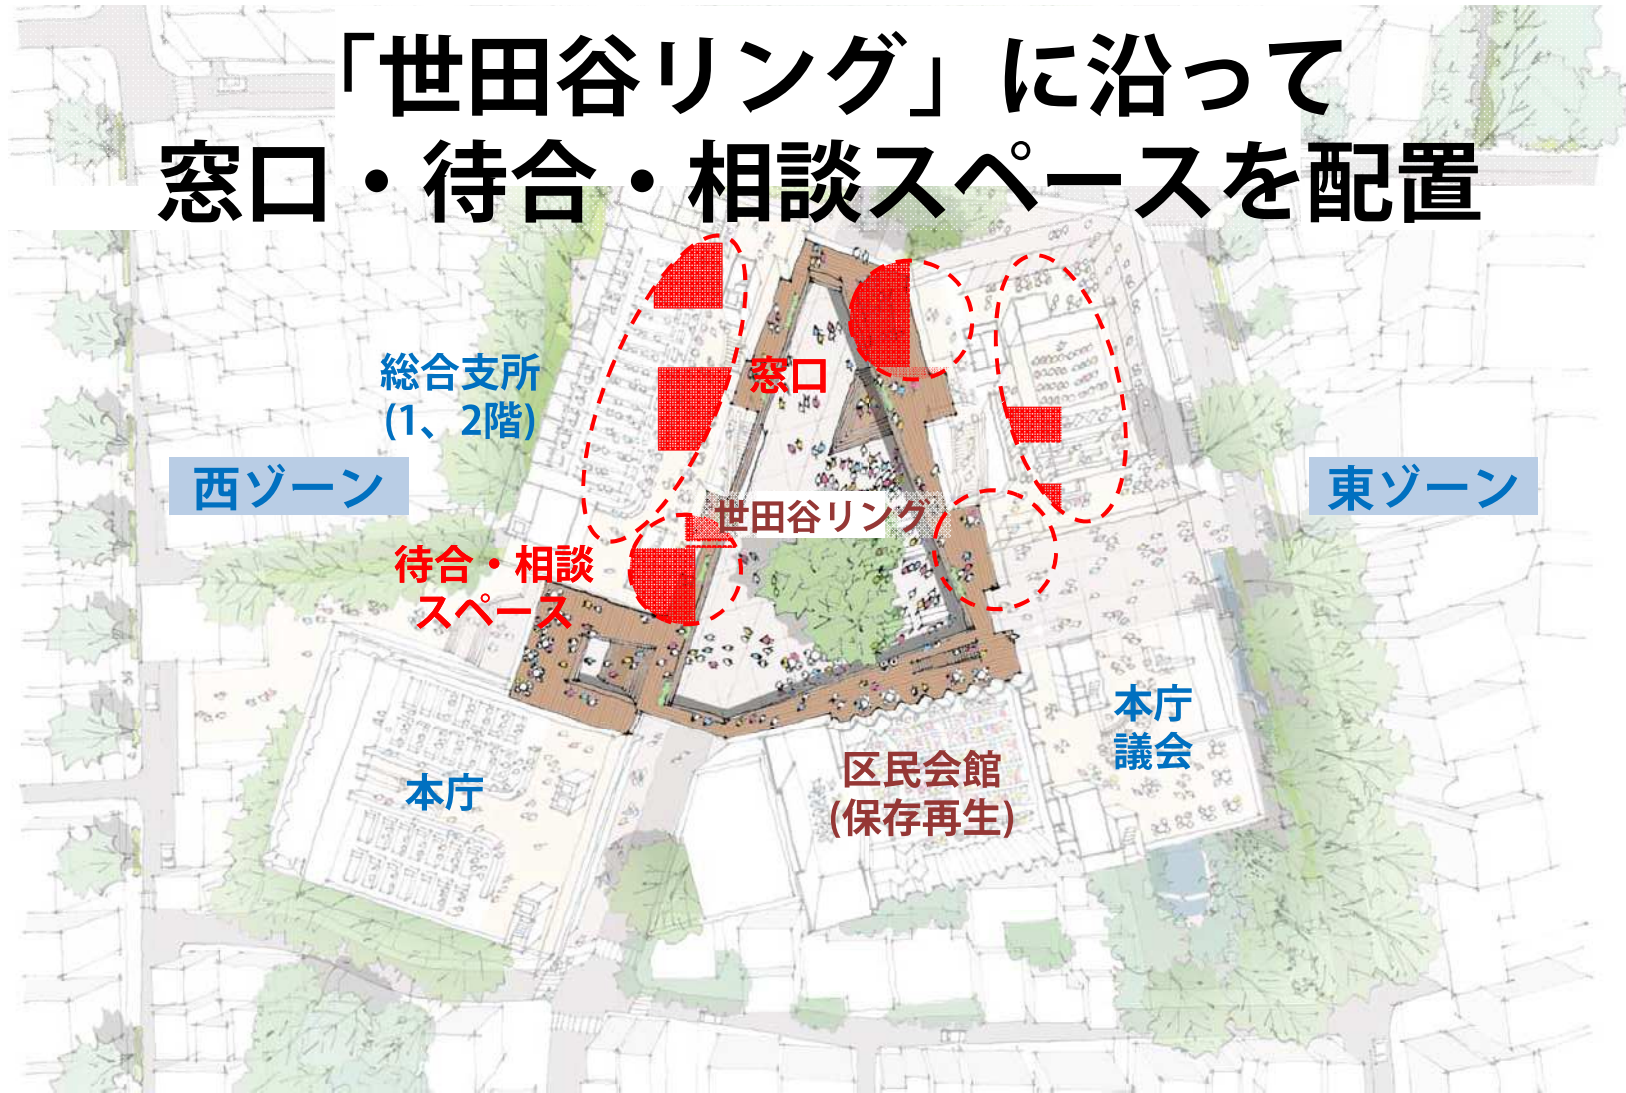 「世田谷リング」に沿って
窓口・待合・相談スペースを配置
総合支所
(1、2階)
窓口
西ゾーン
東ゾーン
世田谷リング
待合・相談
スペース
本庁
議会
区民会館
(保存再生)
本庁